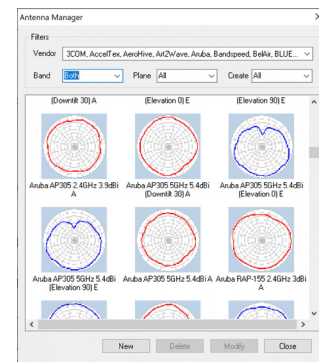 Antenna Manager
Filters
Vendor 3COM, AccelTex, AeroHive, Art2Wave, Aruba, Bandspeed, BelAir, BLUE...
Band Both Plane All Create All
(Downtilt 30) A (Elevation 0) E (Elevation 90) E
Aruba AP305 2.4GHz 3.9dBi Aruba AP305 5GHz 5.4dBi Aruba AP305 5GHz 5.4dBi
A (Downtilt 30) A (Elevation 0) E
Aruba AP305 5GHz 5.4dBi Aruba AP305 5GHz 5.4dBi A Aruba RAP-155 2.4GHz 3dBi
(Elevation 90) E A
New Delete Modify Close